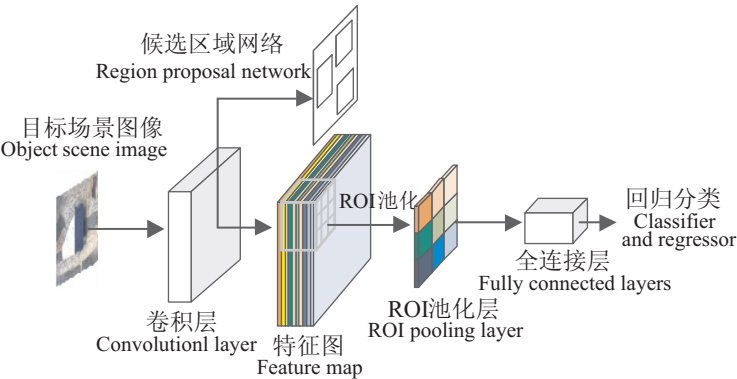 候选区域网络
Region proposal network
目标场景图像
Object scene image
ROI池化
回归分类
Classifier
and regressor
全连接层
Fully connected layers
ROI池化层
ROI pooling layer
卷积层
Convolutionl layer
特征图
Feature map